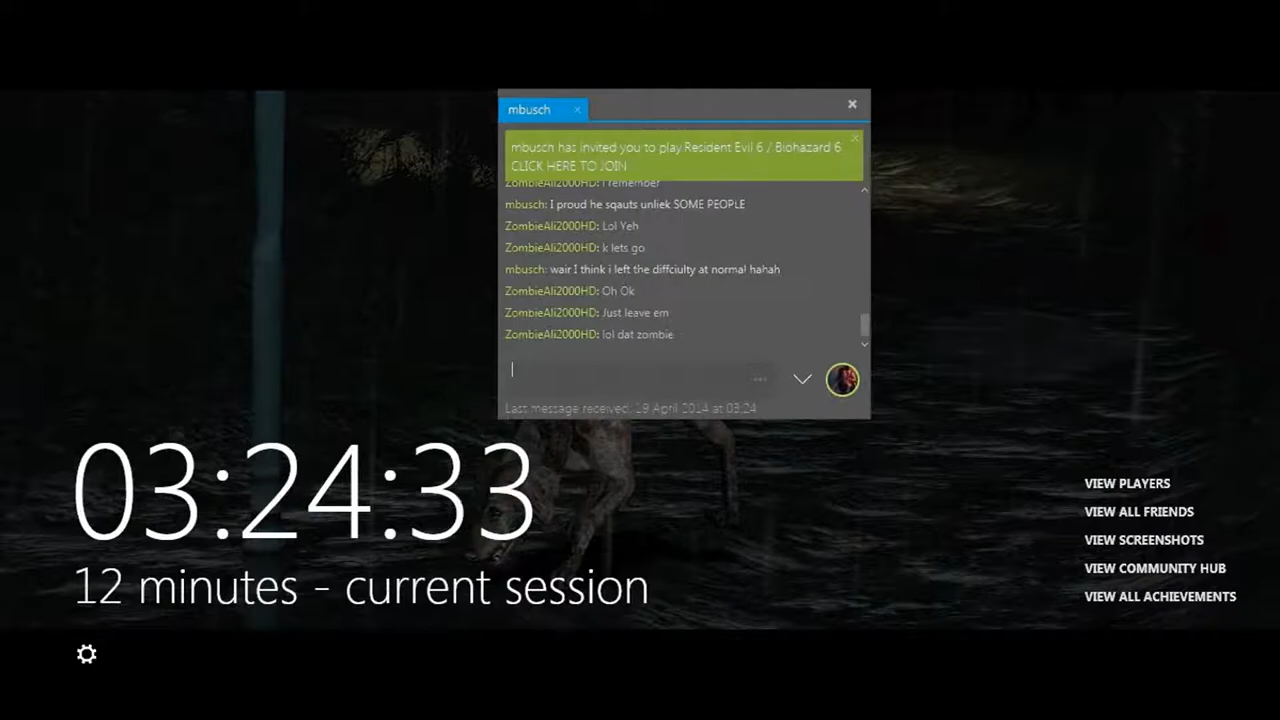 mbusch
mbusch has invited you to play Resident Evil 6 / Biohazard 6
CLICK HERE TO JOIN
ZombieAli2000HD: I remember
mbusch: I proud he sqauts unliek SOME PEOPLE
ZombieAli2000HD: Lol Yeh
ZombieAli2000HD: k lets go
mbusch: wair I think i left the diffciulty at normal hahah
ZombieAli2000HD: Oh Ok
ZombieAli2000HD: Just leave em
ZombieAli2000HD: lol dat zombie
Last message received: 19 April 2014 at 03:24
03:24:33
12 minutes - current session
VIEW PLAYERS
VIEW ALL FRIENDS
VIEW SCREENSHOTS
VIEW COMMUNITY HUB
VIEW ALL ACHIEVEMENTS